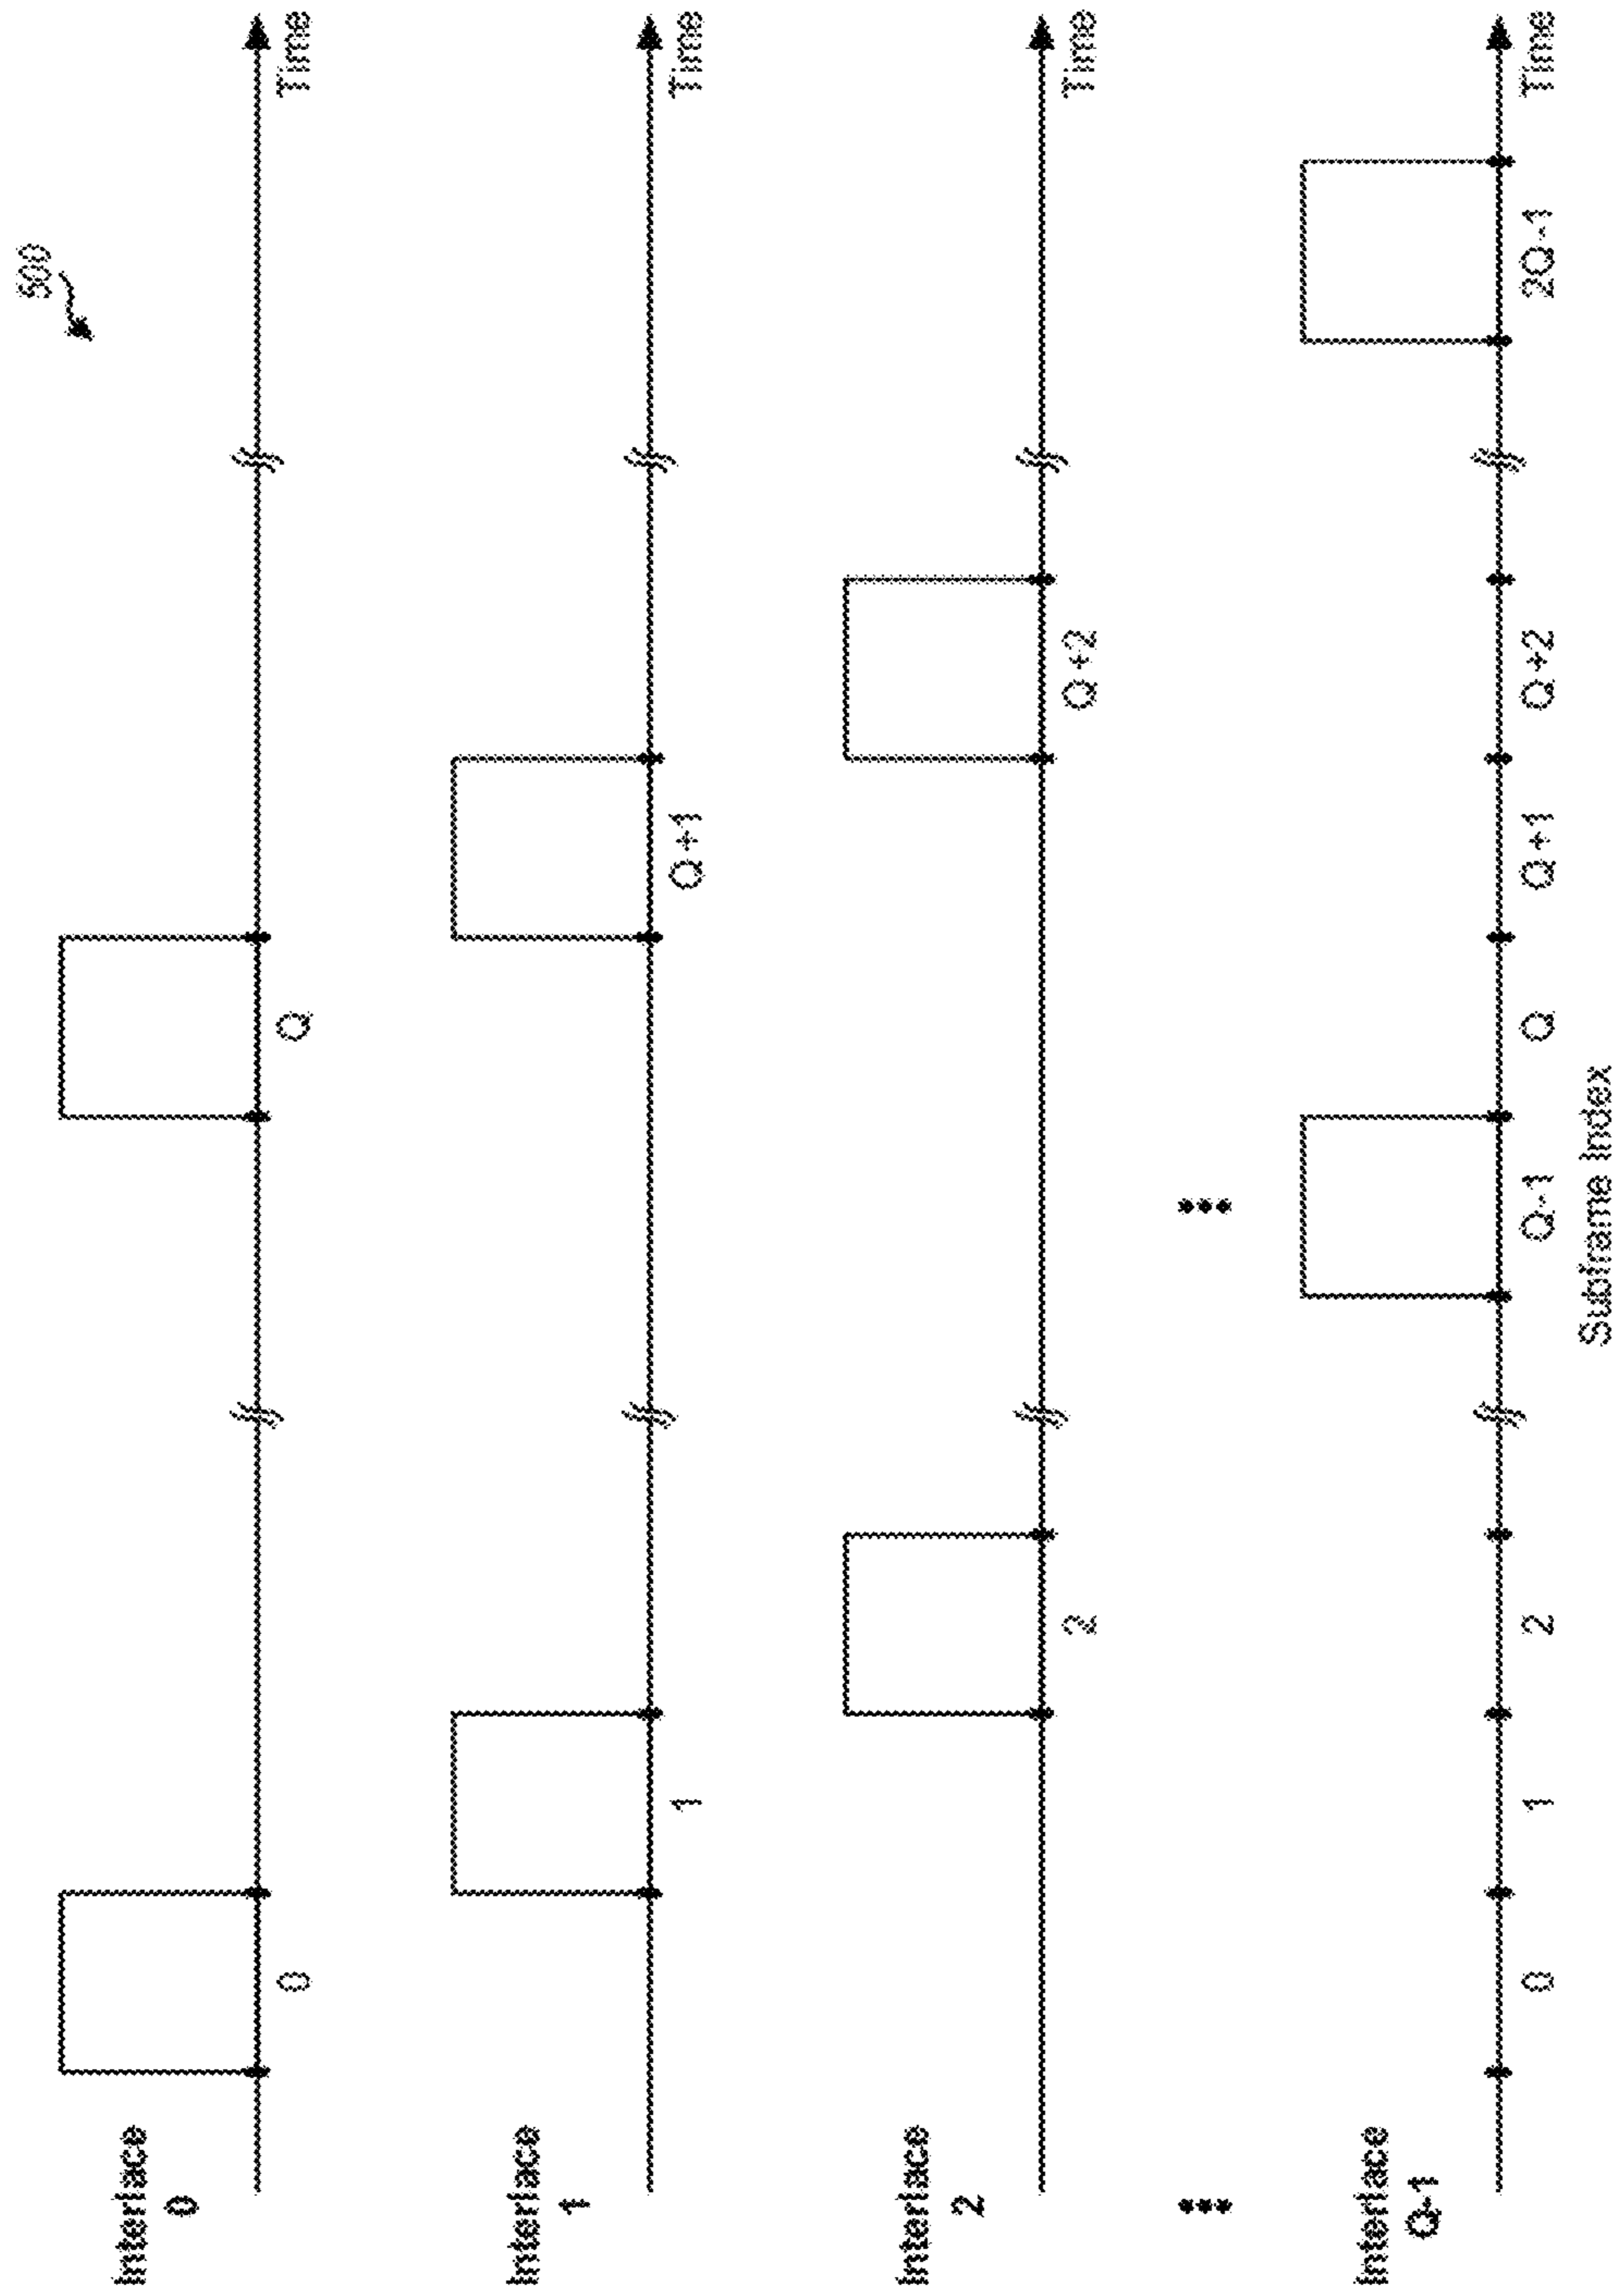 500
Interlace
0
0
Q
Time
Interlace
1
1
Q+1
Time
Interlace
2
2
Q+2
Time
Interlace
Q-1
0
1
2
Q-1
Q
Q+1
Q+2
2Q-1
Time
Subframe Index